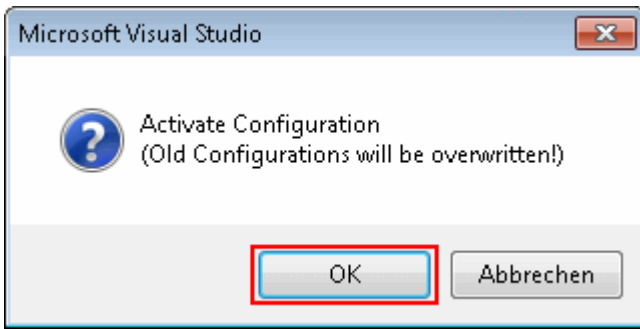 Microsoft Visual Studio
Activate Configuration
(Old Configurations will be overwritten!)
OK
Abbrechen